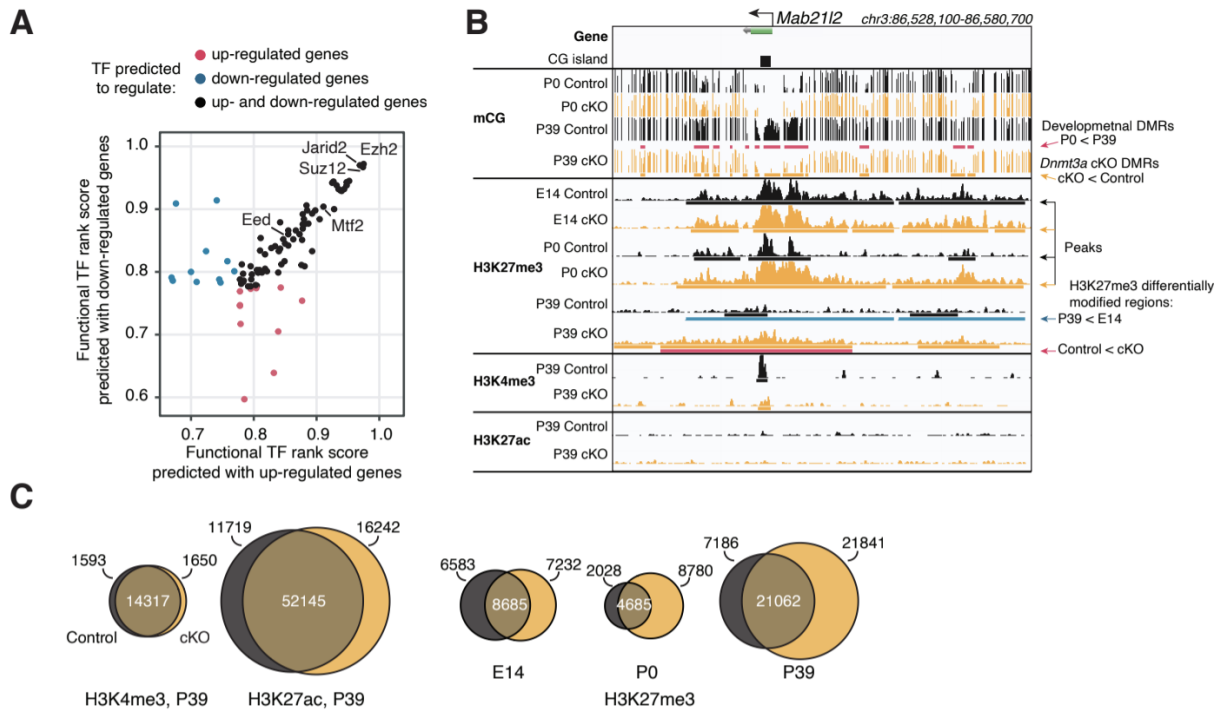 A
TF predicted
to regulate:
up-regulated genes
down-regulated genes
up- and down-regulated genes
Functional TF rank score
predicted with down-regulated genes
1.0
0.9
0.8
0.7
0.6
Jarid2
Ezh2
Suz12
Eed
Mtf2
0.7
0.8
0.9
1.0
Functional TF rank score
predicted with up-regulated genes
B
Mab21l2
chr3:86,528,100-86,580,700
Gene
CG island
mCG
P0 Control
P0 cKO
P39 Control
P39 cKO
Developmetnal DMRs
P0 < P39
Dnmt3a cKO DMRs
cKO < Control
H3K27me3
E14 Control
E14 cKO
P0 Control
P0 cKO
P39 Control
P39 cKO
Peaks
H3K27me3 differentially
modified regions:
P39 < E14
Control < cKO
H3K4me3
P39 Control
P39 cKO
H3K27ac
P39 Control
P39 cKO
C
1593
1650
14317
Control
cKO
H3K4me3, P39
11719
16242
52145
H3K27ac, P39
6583
7232
8685
E14
2028
8780
4685
P0
7186
21841
21062
P39
H3K27me3